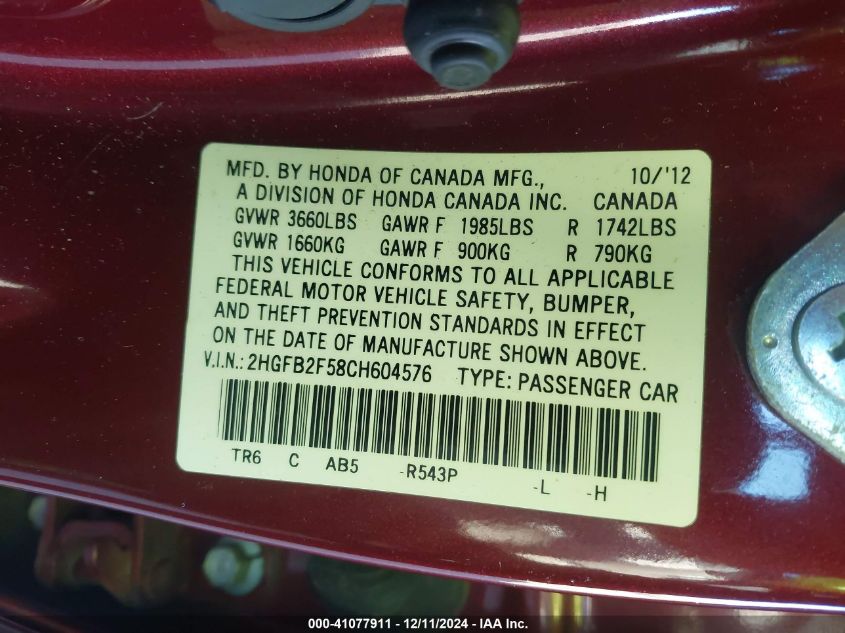 MFD. BY HONDA OF CANADA MFG., 10/'12
A DIVISION OF HONDA CANADA INC. CANADA
GVWR 3660LBS GAWR F 1985LBS R 1742LBS
GVWR 1660KG GAWR F 900KG R 790KG
THIS VEHICLE CONFORMS TO ALL APPLICABLE
FEDERAL MOTOR VEHICLE SAFETY, BUMPER,
AND THEFT PREVENTION STANDARDS IN EFFECT
ON THE DATE OF MANUFACTURE SHOWN ABOVE.
V.I.N.: 2HGFB2F58CH604576 TYPE: PASSENGER CAR
TR6 C AB5 -R543P -L -H
000-41077911 - 12/11/2024 - IAA Inc.